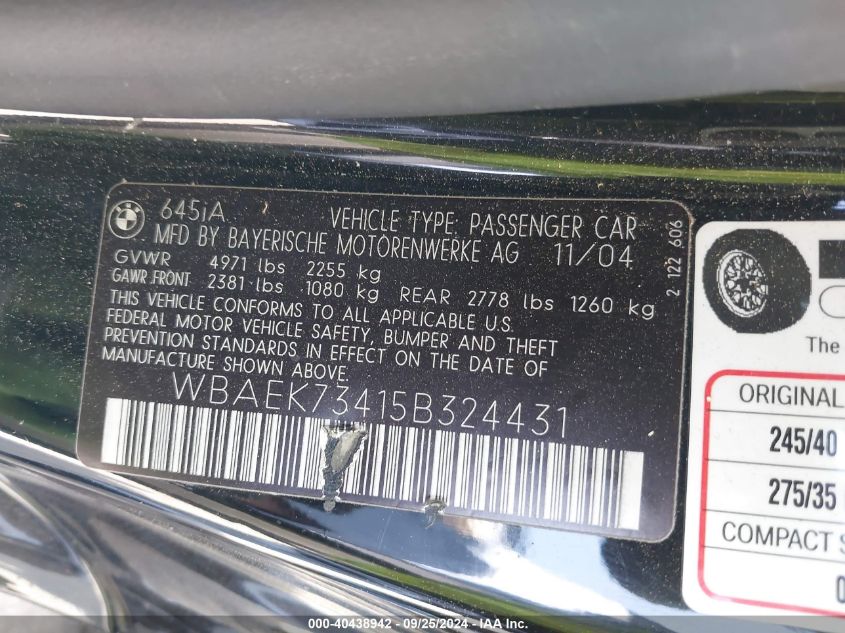 BMW
645iA VEHICLE TYPE PASSENGER CAR
MFD BY BAYERISCHE MOTORENWERKE AG 11/04
GVWR 4971 lbs 2255 kg
GAWR FRONT 2381 lbs 1080 kg REAR 2778 lbs 1260 kg
THIS VEHICLE CONFORMS TO ALL APPLICABLE U.S.
FEDERAL MOTOR VEHICLE SAFETY, BUMPER AND THEFT
PREVENTION STANDARDS IN EFFECT ON THE DATE OF
MANUFACTURE SHOWN ABOVE.
WBAEK73415B324431
2 122 606
The
ORIGINAL
245/40
275/35
COMPACT S
000-40438942 - 09/25/2024 - IAAI.com